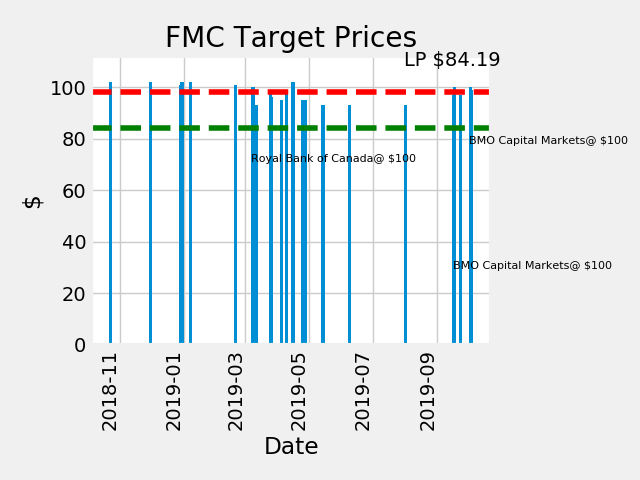 FMC Target Prices
LP $84.19
$
100
80
60
40
20
0
BMO Capital Markets@ $100
Royal Bank of Canada@ $100
BMO Capital Markets@ $100
2018-11
2019-01
2019-03
2019-05
2019-07
2019-09
Date